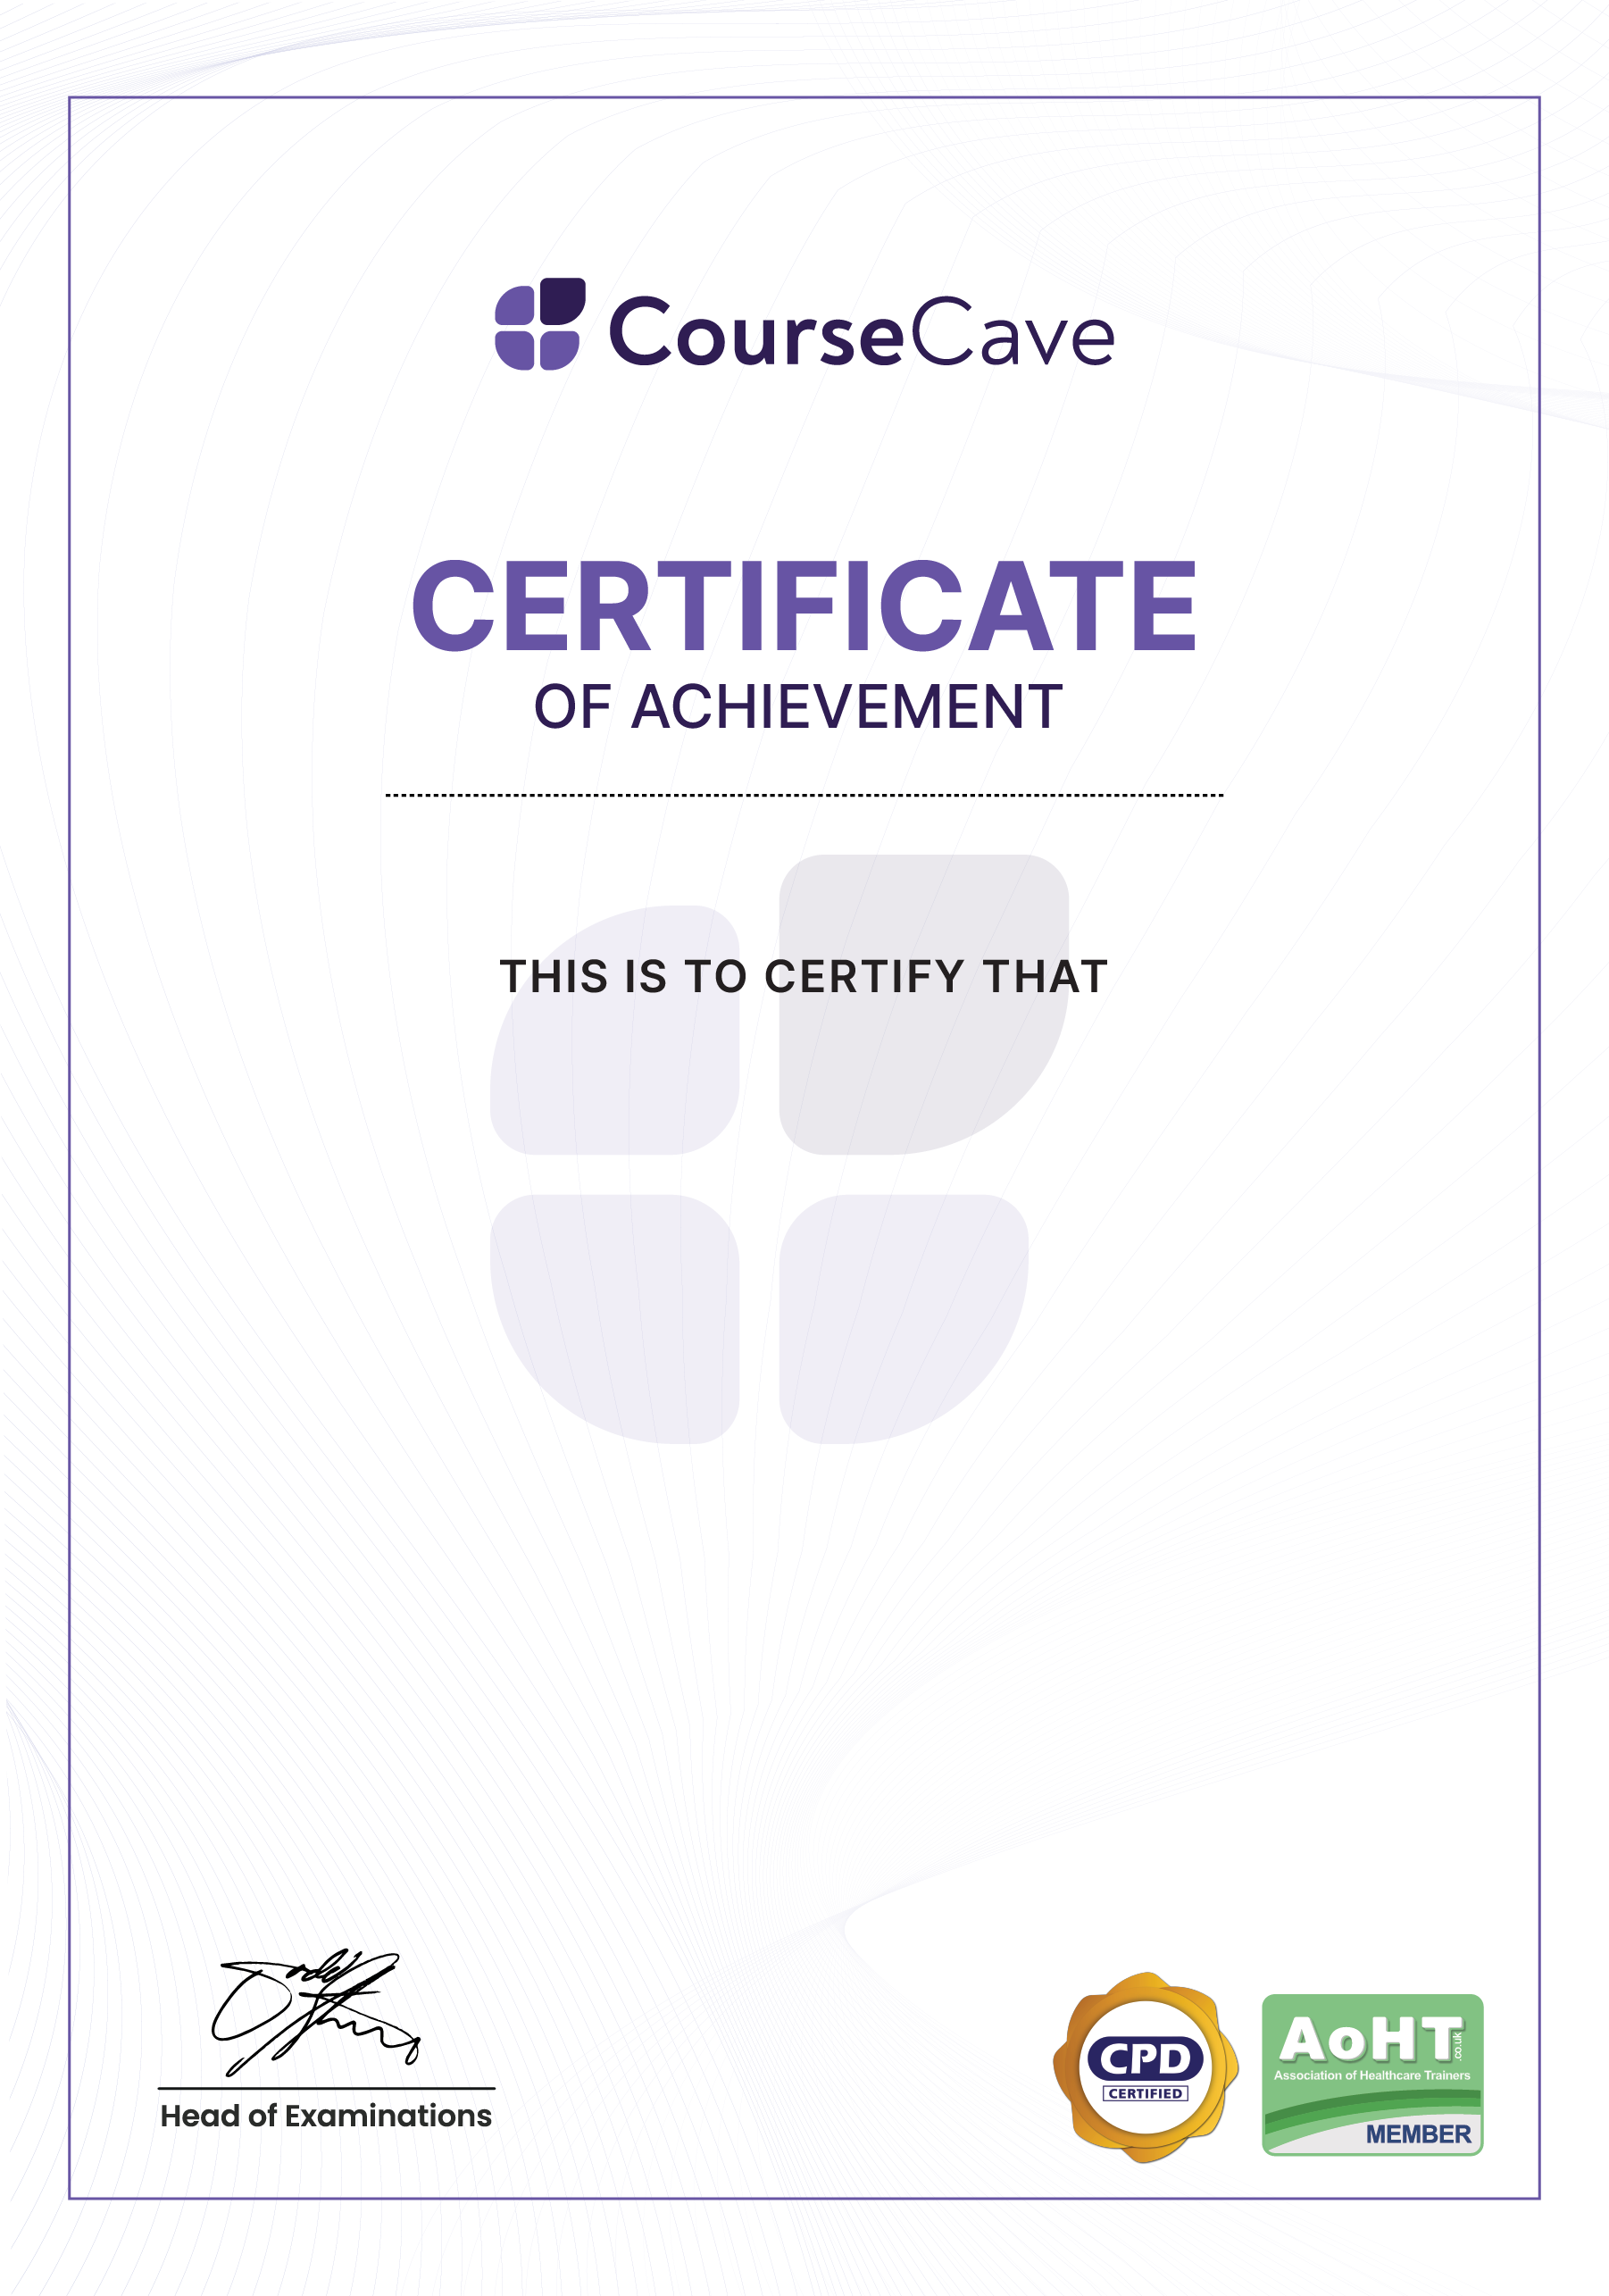 CourseCave
CERTIFICATE
OF ACHIEVEMENT
THIS IS TO CERTIFY THAT
Head of Examinations
CPD
CERTIFIED
AoHT
.co.uk
Association of Healthcare Trainers
MEMBER